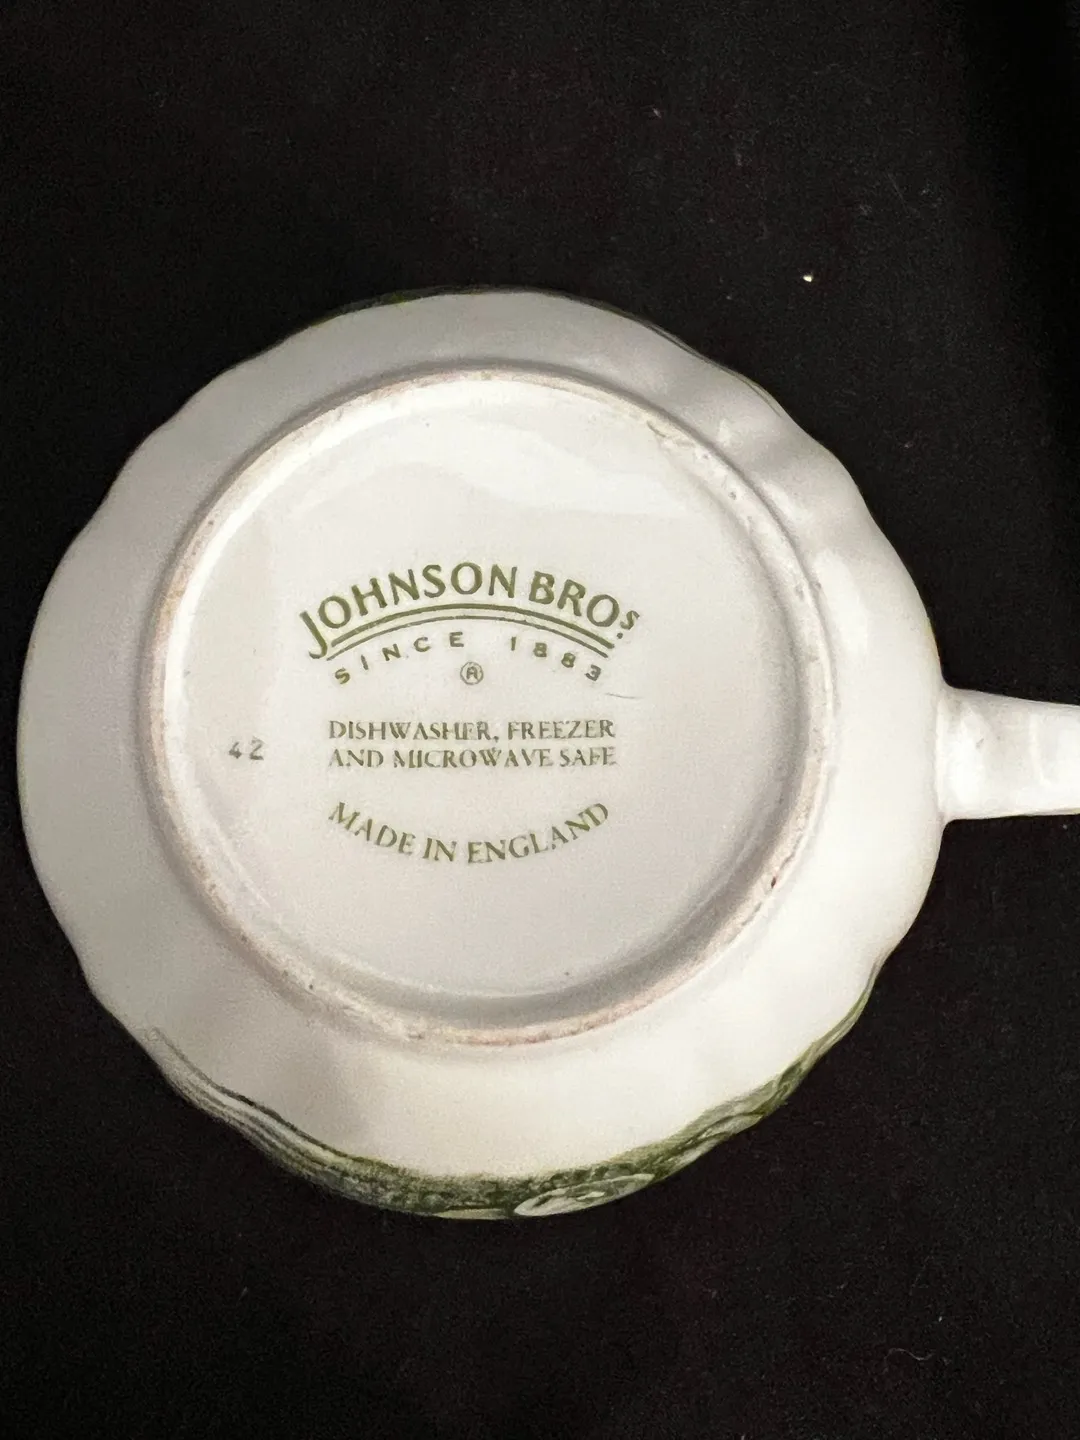 JOHNSON BROS.
SINCE 1883
®
DISHWASHER, FREEZER
42
AND MICROWAVE SAFE
MADE IN ENGLAND